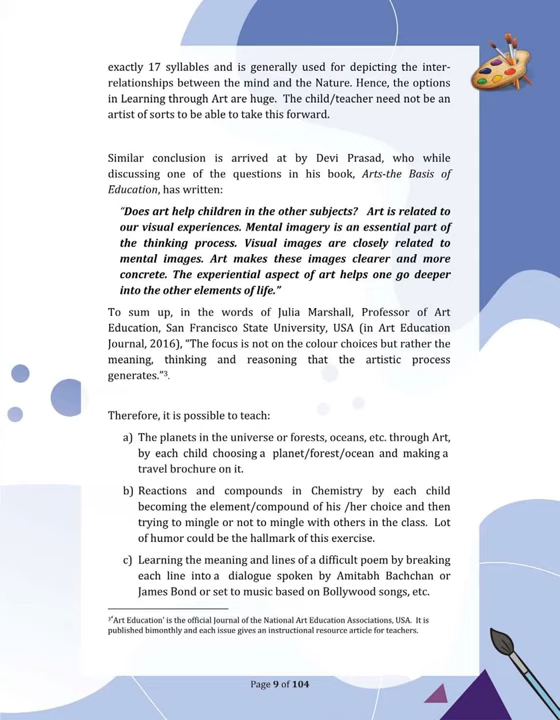 exactly 17 syllables and is generally used for depicting the inter-
relationships between the mind and the Nature. Hence, the options
in Learning through Art are huge. The child/teacher need not be an
artist of sorts to be able to take this forward.
Similar conclusion is arrived at by Devi Prasad, who while
discussing one of the questions in his book, Arts-the Basis of
Education, has written:
“Does art help children in the other subjects? Art is related to
our visual experiences. Mental imagery is an essential part of
the thinking process. Visual images are closely related to
mental images. Art makes these images clearer and more
concrete. The experiential aspect of art helps one go deeper
into the other elements of life.”
To sum up, in the words of Julia Marshall, Professor of Art
Education, San Francisco State University, USA (in Art Education
Journal, 2016), “The focus is not on the colour choices but rather the
meaning, thinking and reasoning that the artistic process
generates.”3.
Therefore, it is possible to teach:
a) The planets in the universe or forests, oceans, etc. through Art,
by each child choosing a planet/forest/ocean and making a
travel brochure on it.
b) Reactions and compounds in Chemistry by each child
becoming the element/compound of his /her choice and then
trying to mingle or not to mingle with others in the class. Lot
of humor could be the hallmark of this exercise.
c) Learning the meaning and lines of a difficult poem by breaking
each line into a dialogue spoken by Amitabh Bachchan or
James Bond or set to music based on Bollywood songs, etc.
3“Art Education’ is the official Journal of the National Art Education Associations, USA. It is
published bimonthly and each issue gives an instructional resource article for teachers.
Page 9 of 104